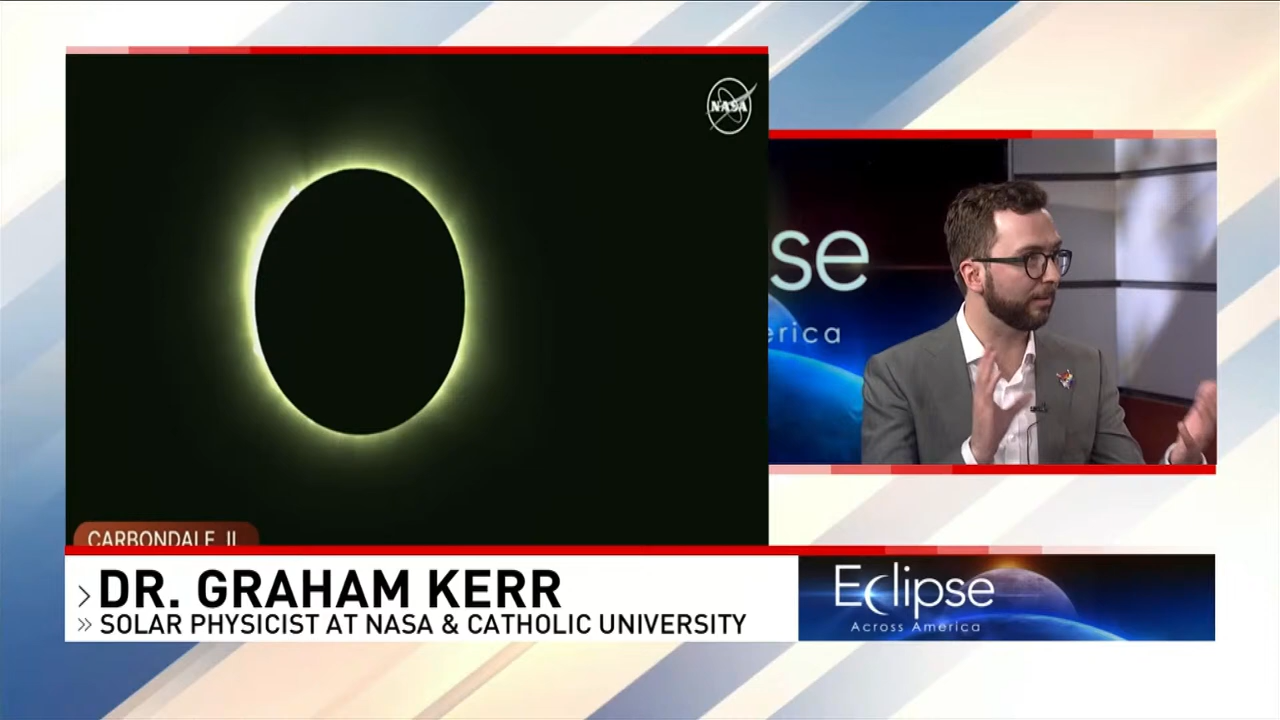 NASA
se
erica
CARBONDALE, IL
DR. GRAHAM KERR
SOLAR PHYSICIST AT NASA & CATHOLIC UNIVERSITY
Eclipse
Across America